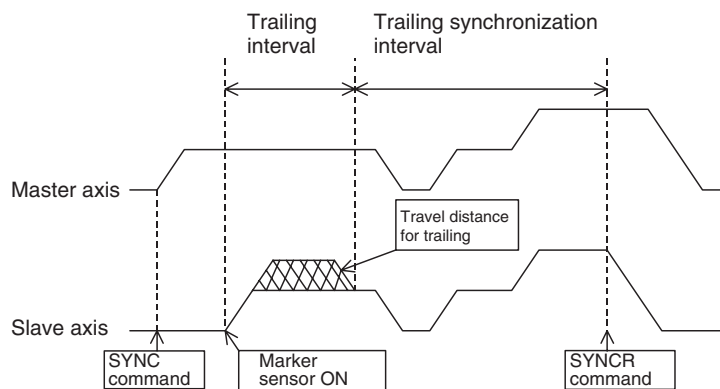 Trailing
interval
Trailing synchronization
interval
Master axis
Travel distance
for trailing
Slave axis
SYNC
command
Marker
sensor ON
SYNCR
command